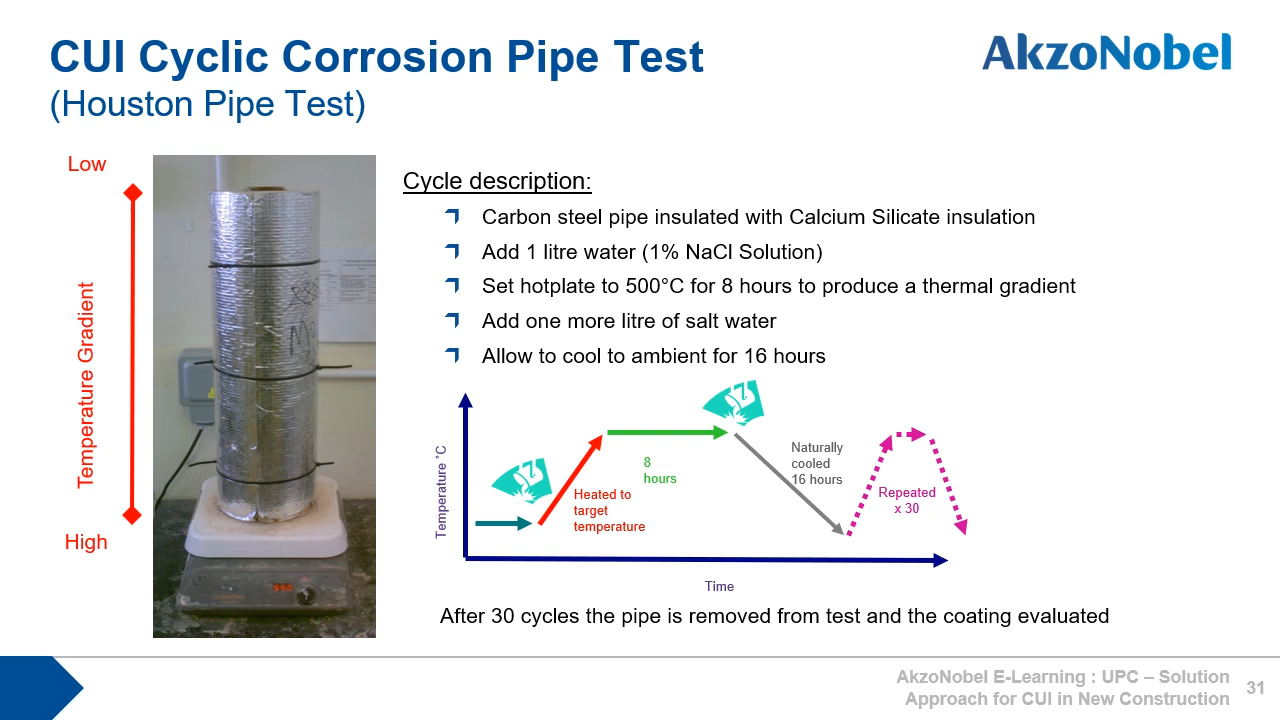 CUI Cyclic Corrosion Pipe Test
(Houston Pipe Test)
AkzoNobel
Low
Temperature Gradient
High
550
Cycle description:
Carbon steel pipe insulated with Calcium Silicate insulation
Add 1 litre water (1% NaCl Solution)
Set hotplate to 500°C for 8 hours to produce a thermal gradient
Add one more litre of salt water
Allow to cool to ambient for 16 hours
Temperature °C
Heated to
target
temperature
8
hours
Naturally
cooled
16 hours
Repeated
x 30
Time
After 30 cycles the pipe is removed from test and the coating evaluated
AkzoNobel E-Learning : UPC – Solution
Approach for CUI in New Construction
31